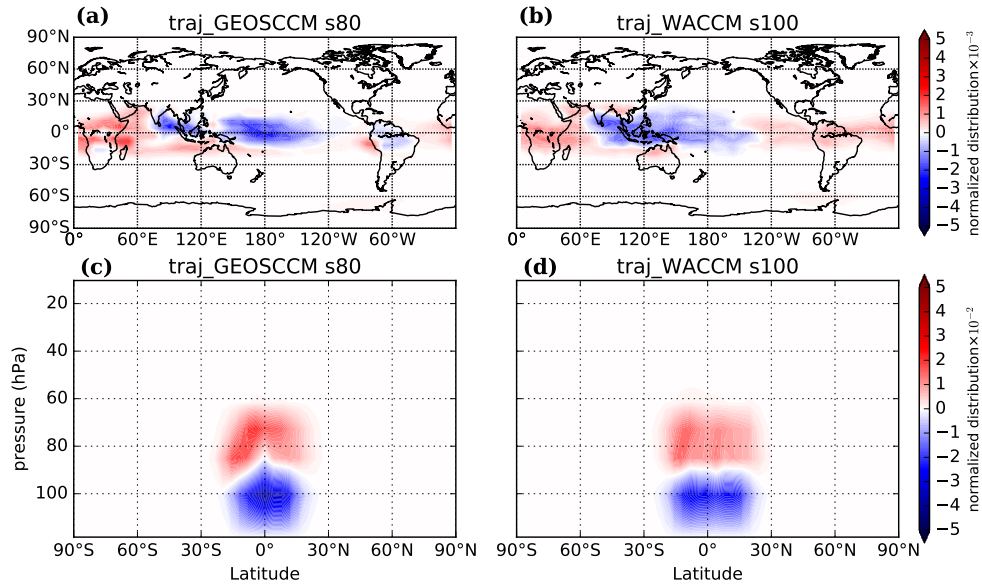 (a) traj_GEOSCCM s80
(b) traj_WACCM s100
90°N
60°N
30°N
0°
30°S
60°S
90°S
0° 60°E 120°E 180° 120°W 60°W
0° 60°E 120°E 180° 120°W 60°W
5
4
3
2
1
0
−1
−2
−3
−4
−5
normalized distribution×10⁻³
(c) traj_GEOSCCM s80
(d) traj_WACCM s100
20
40
60
80
100
pressure (hPa)
90°S 60°S 30°S 0° 30°N 60°N 90°N
Latitude
90°S 60°S 30°S 0° 30°N 60°N 90°N
Latitude
5
4
3
2
1
0
−1
−2
−3
−4
−5
normalized distribution×10⁻²